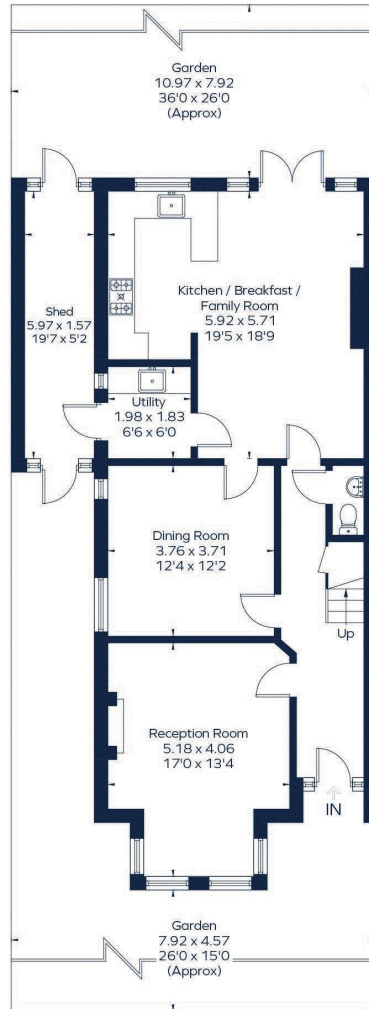 Garden
10.97 x 7.92
36'0 x 26'0
(Approx)
Kitchen / Breakfast /
Family Room
5.92 x 5.71
19'5 x 18'9
Shed
5.97 x 1.57
19'7 x 5'2
Utility
1.98 x 1.83
6'6 x 6'0
Dining Room
3.76 x 3.71
12'4 x 12'2
Up
Reception Room
5.18 x 4.06
17'0 x 13'4
IN
Garden
7.92 x 4.57
26'0 x 15'0
(Approx)